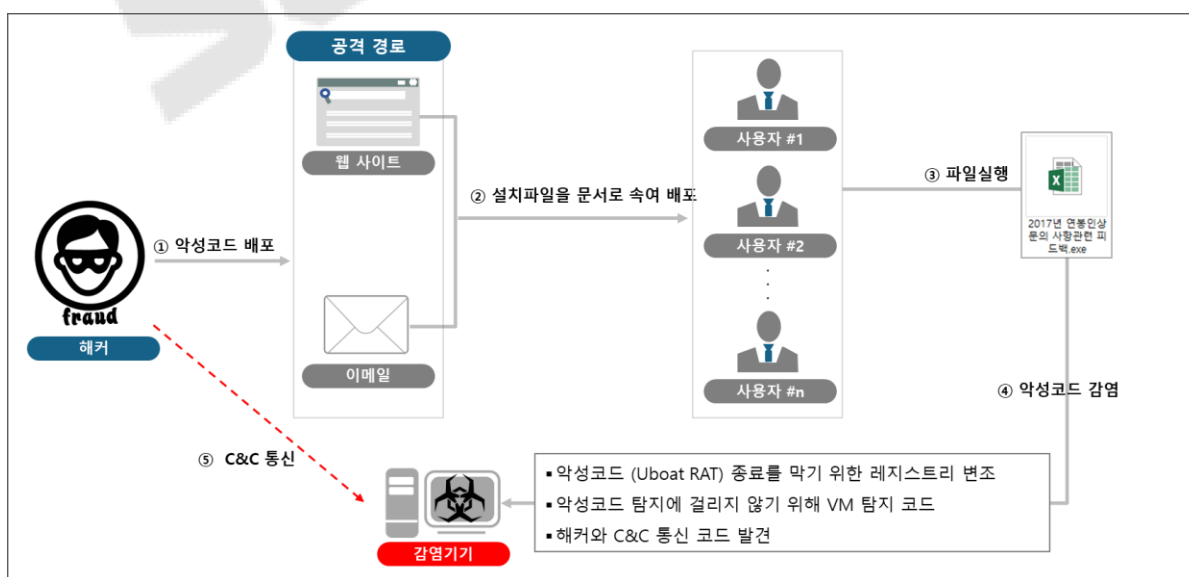 공격 경로
웹 사이트
이메일
① 악성코드 배포
fraud
해커
② 설치파일을 문서로 속여 배포
사용자 #1
사용자 #2
사용자 #n
③ 파일실행
2017년 연봉인상
문의 사항관련 피
드백.exe
④ 악성코드 감염
⑤ C&C 통신
▪ 악성코드 (Uboat RAT) 종료를 막기 위한 레지스트리 변조
▪ 악성코드 탐지에 걸리지 않기 위해 VM 탐지 코드
▪ 해커와 C&C 통신 코드 발견
감염기기